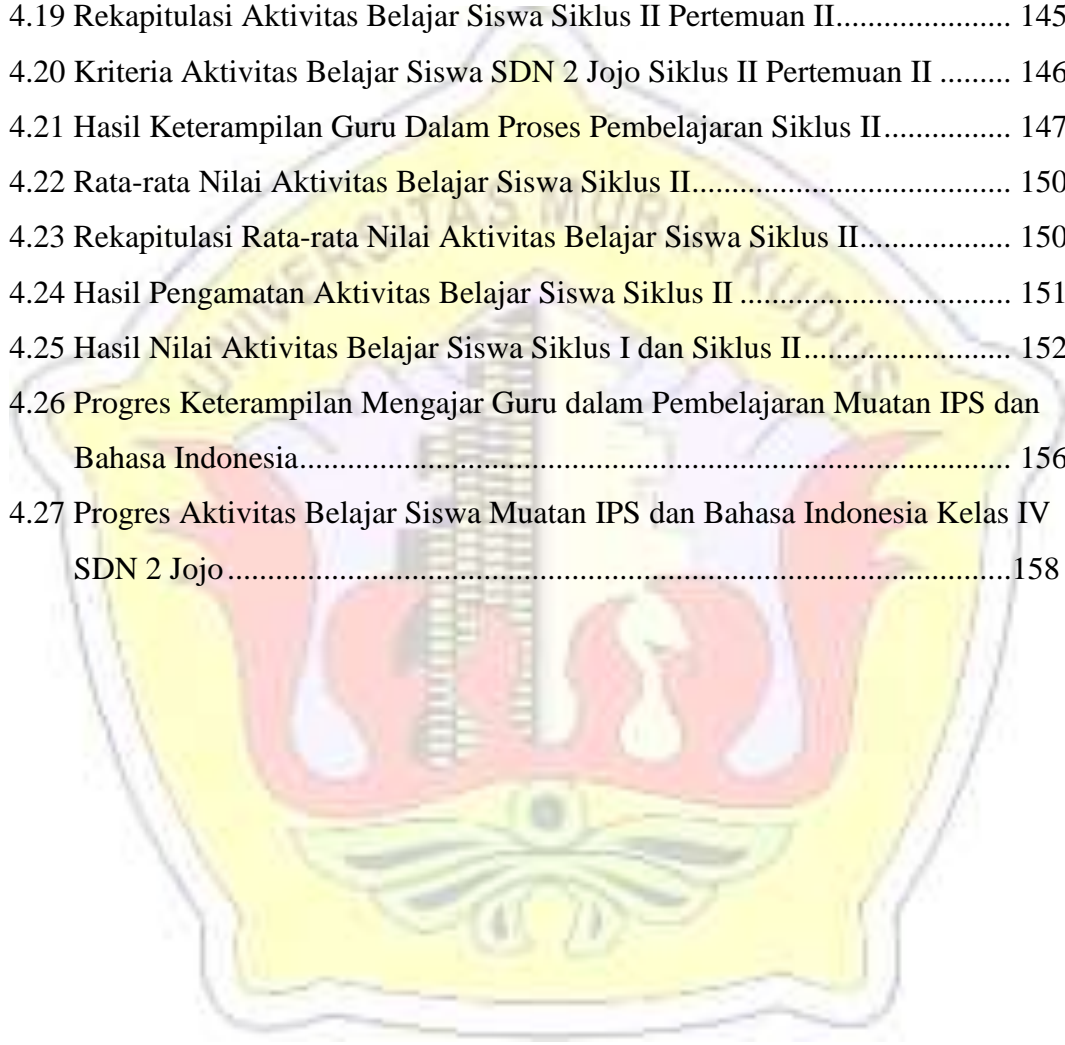 4.19 Rekapitulasi Aktivitas Belajar Siswa Siklus II Pertemuan II.................... 145
4.20 Kriteria Aktivitas Belajar Siswa SDN 2 Jojo Siklus II Pertemuan II ......... 146
4.21 Hasil Keterampilan Guru Dalam Proses Pembelajaran Siklus II............... 147
4.22 Rata-rata Nilai Aktivitas Belajar Siswa Siklus II..................................... 150
4.23 Rekapitulasi Rata-rata Nilai Aktivitas Belajar Siswa Siklus II................. 150
4.24 Hasil Pengamatan Aktivitas Belajar Siswa Siklus II ................................ 151
4.25 Hasil Nilai Aktivitas Belajar Siswa Siklus I dan Siklus II........................ 152
4.26 Progres Keterampilan Mengajar Guru dalam Pembelajaran Muatan IPS dan
Bahasa Indonesia.................................................................................. 156
4.27 Progres Aktivitas Belajar Siswa Muatan IPS dan Bahasa Indonesia Kelas IV
SDN 2 Jojo...........................................................................................158
UNIVERSITAS MURIA KUDUS